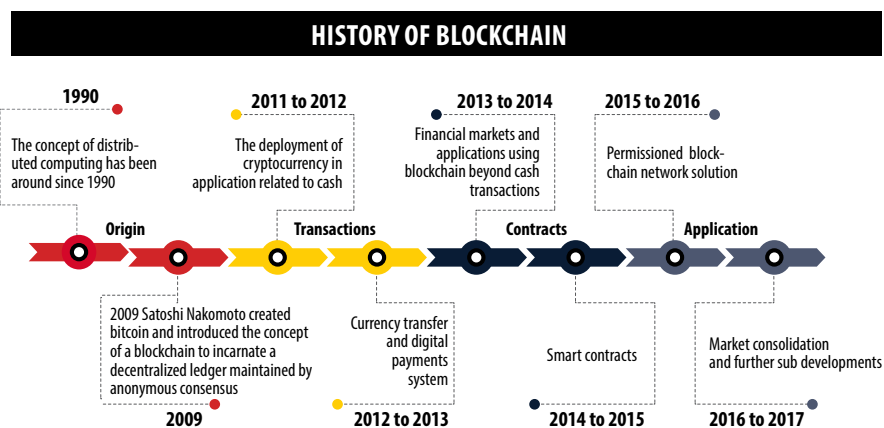 HISTORY OF BLOCKCHAIN
1990
The concept of distrib-
uted computing has been
around since 1990
2011 to 2012
The deployment of
cryptocurrency in
application related to cash
2013 to 2014
Financial markets and
applications using
blockchain beyond cash
transactions
2015 to 2016
Permissioned block-
chain network solution
Origin
Transactions
Contracts
Application
2009 Satoshi Nakomoto created
bitcoin and introduced the concept
of a blockchain to incarnate a
decentralized ledger maintained by
anonymous consensus
2009
Currency transfer
and digital
payments
system
2012 to 2013
Smart contracts
2014 to 2015
Market consolidation
and further sub developments
2016 to 2017